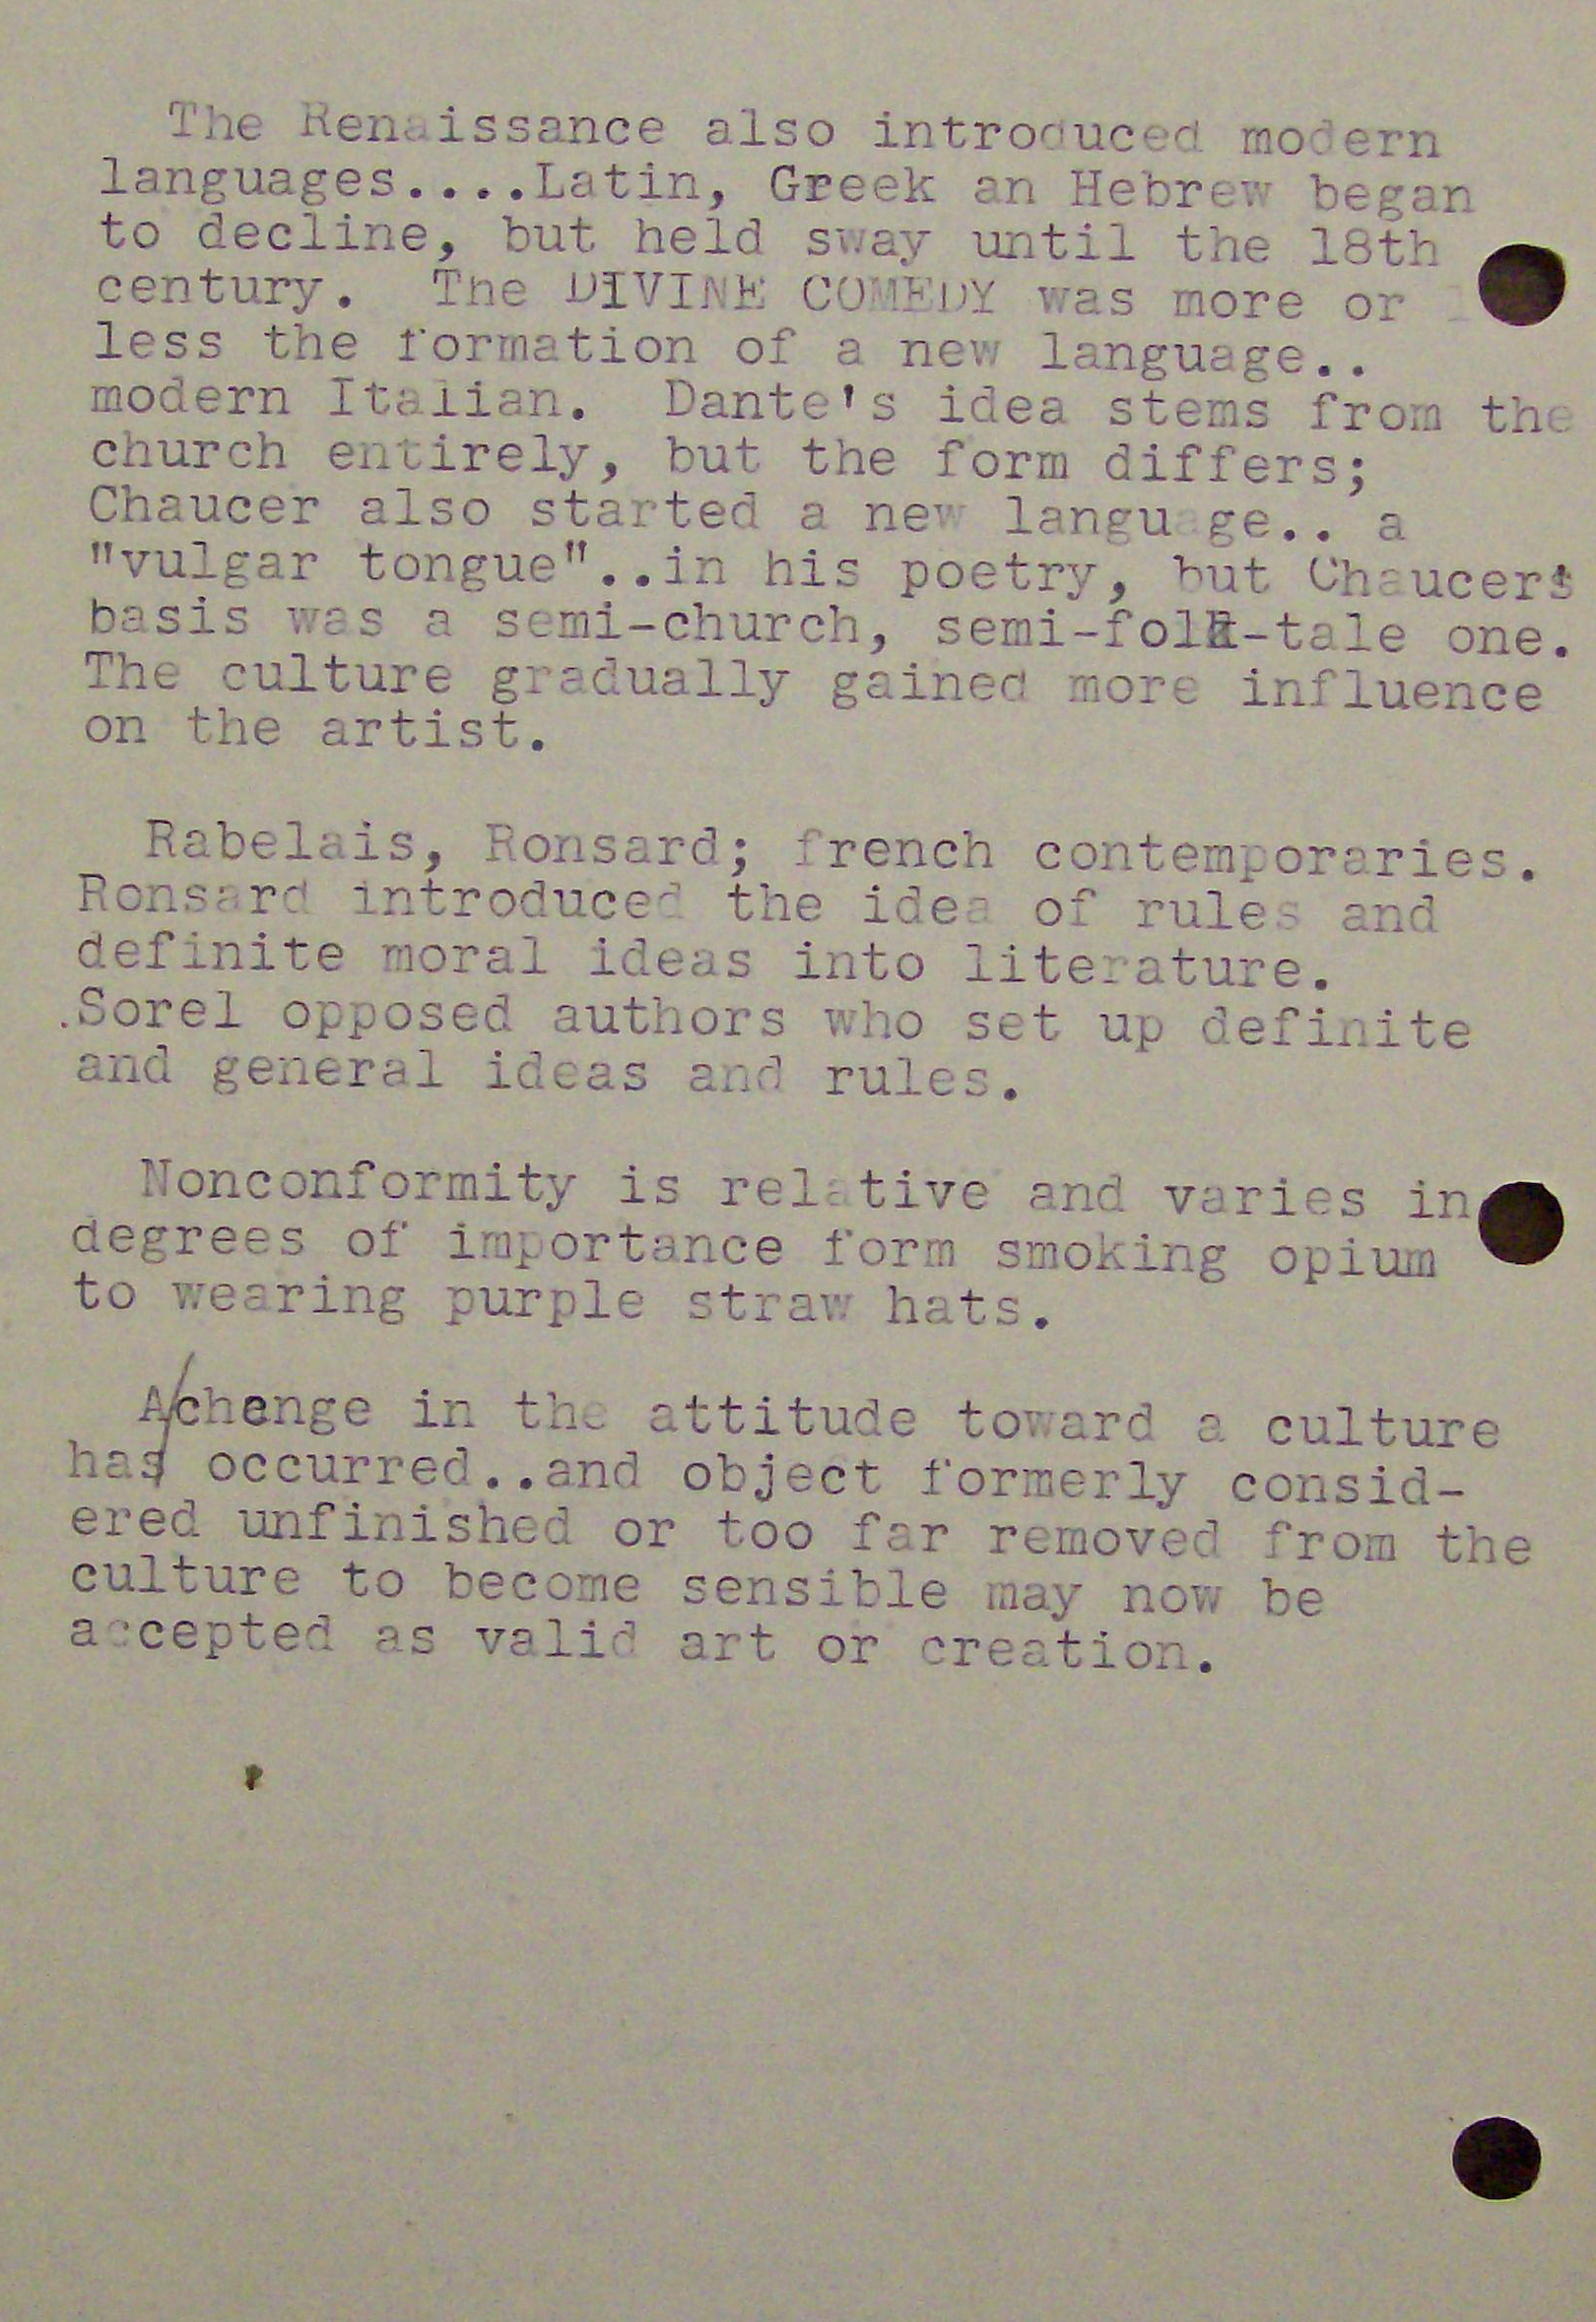 The Renaissance also introduced modern
languages....Latin, Greek an Hebrew began
to decline, but held sway until the 18th
century.  The DIVINE COMEDY was more or
less the formation of a new language..
modern Italian.  Dante's idea stems from the
church entirely, but the form differs;
Chaucer also started a new language.. a
"vulgar tongue"..in his poetry, but Chaucer's
basis was a semi-church, semi-folk-tale one.
The culture gradually gained more influence
on the artist.

Rabelais, Ronsard; french contemporaries.
Ronsard introduced the idea of rules and
definite moral ideas into literature.
.Sorel opposed authors who set up definite
and general ideas and rules.

Nonconformity is relative and varies in
degrees of importance form smoking opium
to wearing purple straw hats.

A/change in the attitude toward a culture
has occurred..and object formerly consid-
ered unfinished or too far removed from the
culture to become sensible may now be
accepted as valid art or creation.